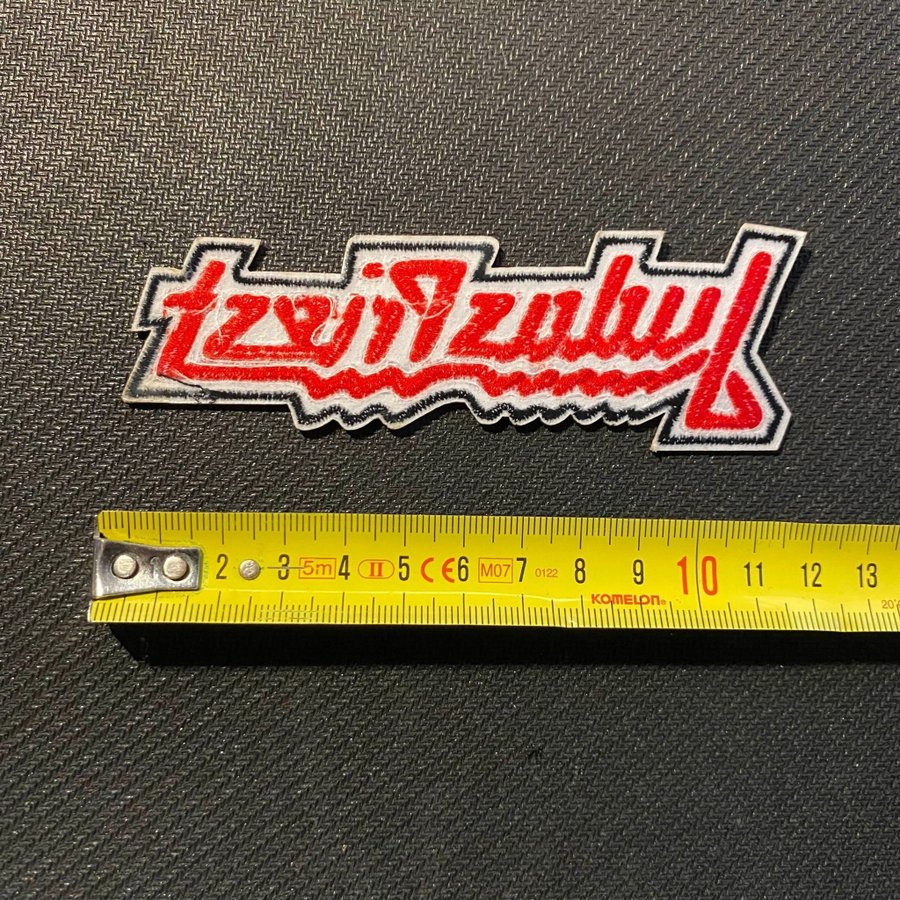 Judas Priest
2 3 5m 4 II 5 CE 6 M07 7 0122 8 9 10 11 12 13
KOMELON®